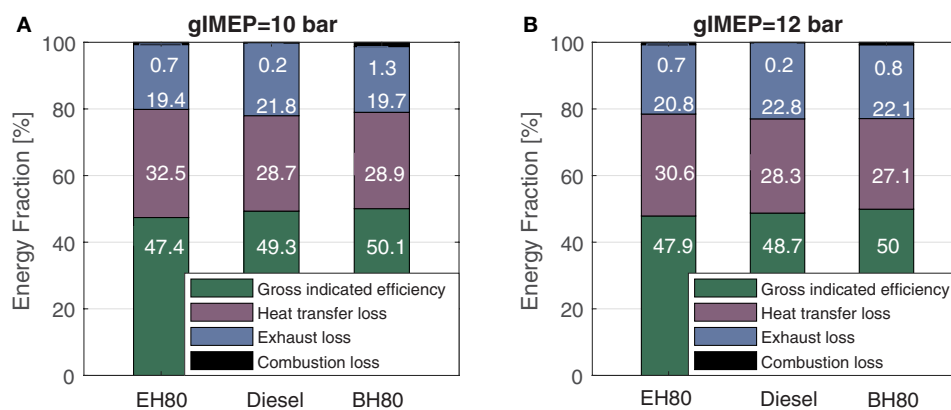 A
gIMEP=10 bar
Energy Fraction [%]
100
80
60
40
20
0
0.7
0.2
1.3
19.4
21.8
19.7
32.5
28.7
28.9
47.4
49.3
50.1
Gross indicated efficiency
Heat transfer loss
Exhaust loss
Combustion loss
EH80
Diesel
BH80
B
gIMEP=12 bar
Energy Fraction [%]
100
80
60
40
20
0
0.7
0.2
0.8
20.8
22.8
22.1
30.6
28.3
27.1
47.9
48.7
50
Gross indicated efficiency
Heat transfer loss
Exhaust loss
Combustion loss
EH80
Diesel
BH80